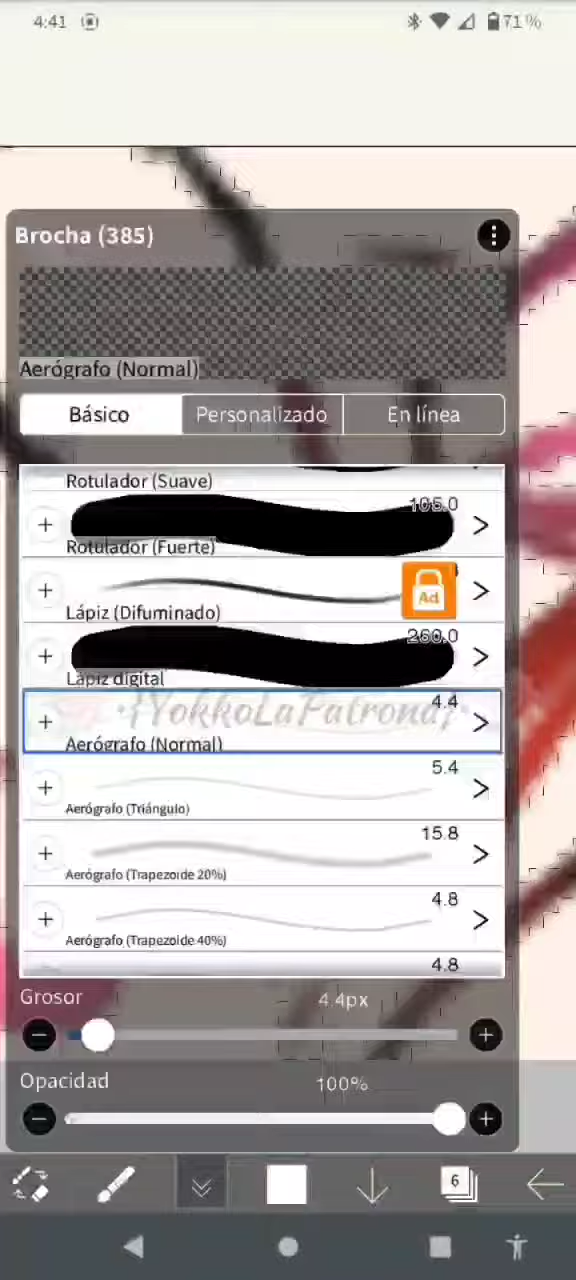 4:41 71%
Brocha (385)
Aerógrafo (Normal)
Básico Personalizado En línea
Rotulador (Suave)
105.0
Rotulador (Fuerte)
Ad
Lápiz (Difuminado)
260.0
Lápiz digital
·¡YokkoLaPatrona!·
4.4
Aerógrafo (Normal)
5.4
Aerógrafo (Triángulo)
15.8
Aerógrafo (Trapezoide 20%)
4.8
Aerógrafo (Trapezoide 40%)
4.8
Grosor 4.4px
Opacidad 100%
6